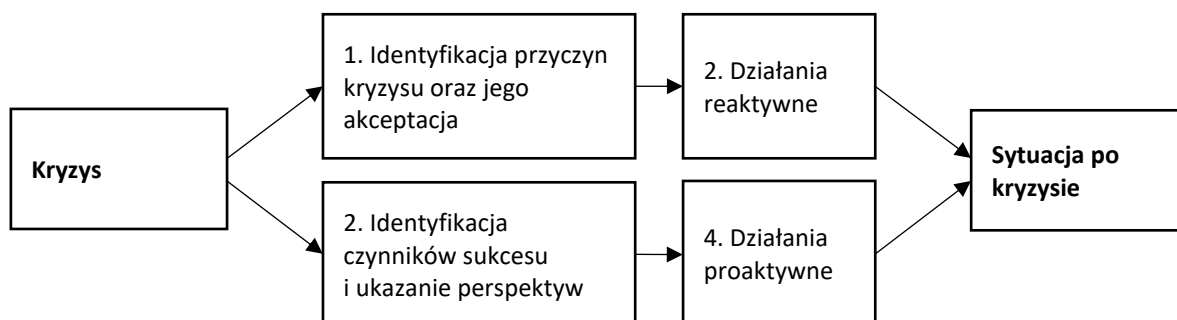 Kryzys
1. Identyfikacja przyczyn
kryzysu oraz jego
akceptacja
2. Działania
reaktywne
2. Identyfikacja
czynników sukcesu
i ukazanie perspektyw
4. Działania
proaktywne
Sytuacja po
kryzysie